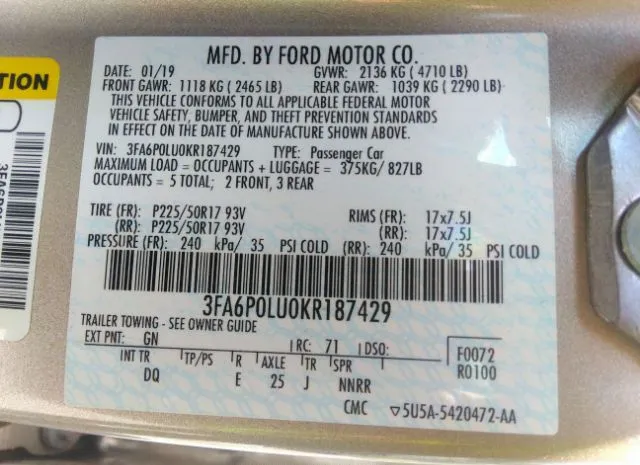 MFD. BY FORD MOTOR CO.
DATE: 01/19 GVWR: 2136 KG ( 4710 LB)
FRONT GAWR: 1118 KG ( 2465 LB) REAR GAWR: 1039 KG ( 2290 LB)
THIS VEHICLE CONFORMS TO ALL APPLICABLE FEDERAL MOTOR
VEHICLE SAFETY, BUMPER, AND THEFT PREVENTION STANDARDS
IN EFFECT ON THE DATE OF MANUFACTURE SHOWN ABOVE.
VIN: 3FA6P0LU0KR187429 TYPE: Passenger Car
MAXIMUM LOAD = OCCUPANTS + LUGGAGE = 375KG/ 827LB
OCCUPANTS = 5 TOTAL; 2 FRONT, 3 REAR
TIRE (FR): P225/50R17 93V RIMS (FR): 17x7.5J
(RR): P225/50R17 93V (RR): 17x7.5J
PRESSURE (FR): 240 kPa/ 35 PSI COLD (RR): 240 kPa/ 35 PSI COLD
3FA6P0LU0KR187429
TRAILER TOWING - SEE OWNER GUIDE
EXT PNT: GN RC: 71 DSO: F0072
INT TR TP/PS R AXLE TR SPR R0100
DQ E 25 J NNRR
CMC ▽5U5A-5420472-AA